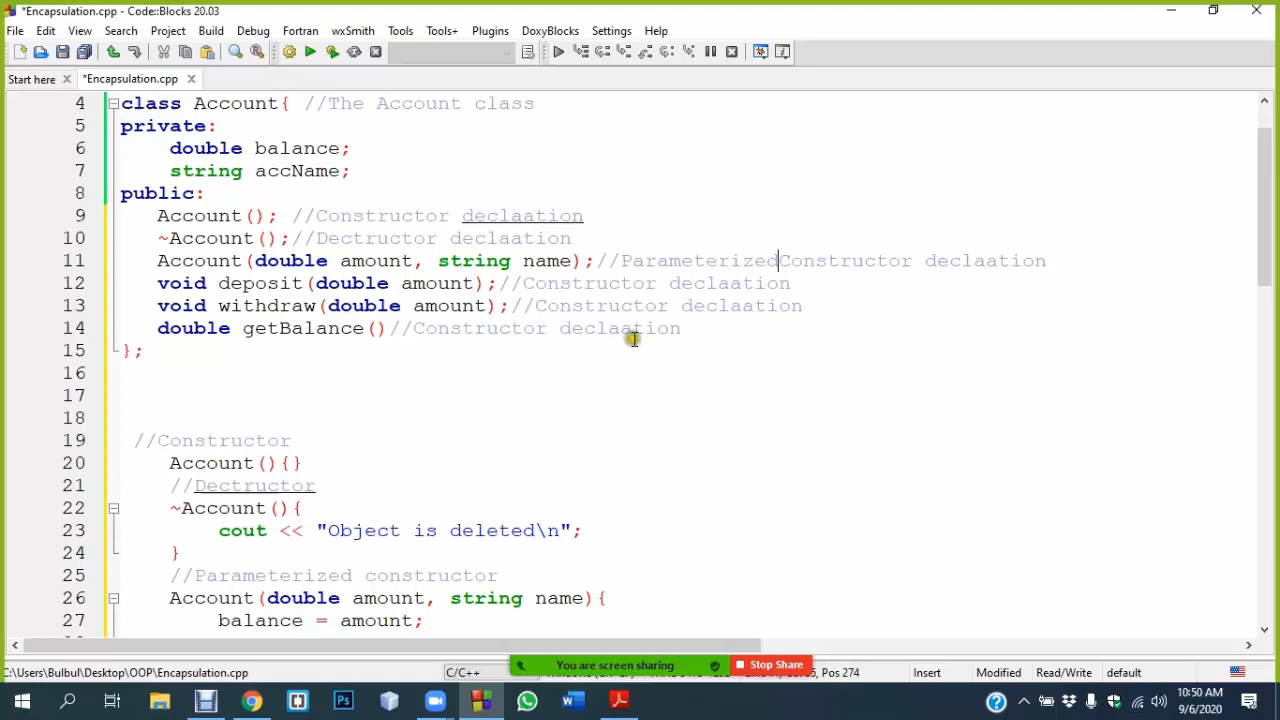 *Encapsulation.cpp - Code::Blocks 20.03
File Edit View Search Project Build Debug Fortran wxSmith Tools Tools+ Plugins DoxyBlocks Settings Help
Start here *Encapsulation.cpp
4 class Account{ //The Account class
5 private:
6 double balance;
7 string accName;
8 public:
9 Account(); //Constructor declaation
10 ~Account();//Dectructor declaation
11 Account(double amount, string name);//ParameterizedConstructor declaation
12 void deposit(double amount);//Constructor declaation
13 void withdraw(double amount);//Constructor declaation
14 double getBalance()//Constructor declaation
15 };
16
17
18
19 //Constructor
20 Account(){}
21 //Dectructor
22 ~Account(){
23 cout << "Object is deleted\n";
24 }
25 //Parameterized constructor
26 Account(double amount, string name){
27 balance = amount;
You are screen sharing Stop Share
C:\Users\Bulbul\Desktop\OOP\Encapsulation.cpp C/C++ Pos 274 Insert Modified Read/Write default
10:50 AM
9/6/2020